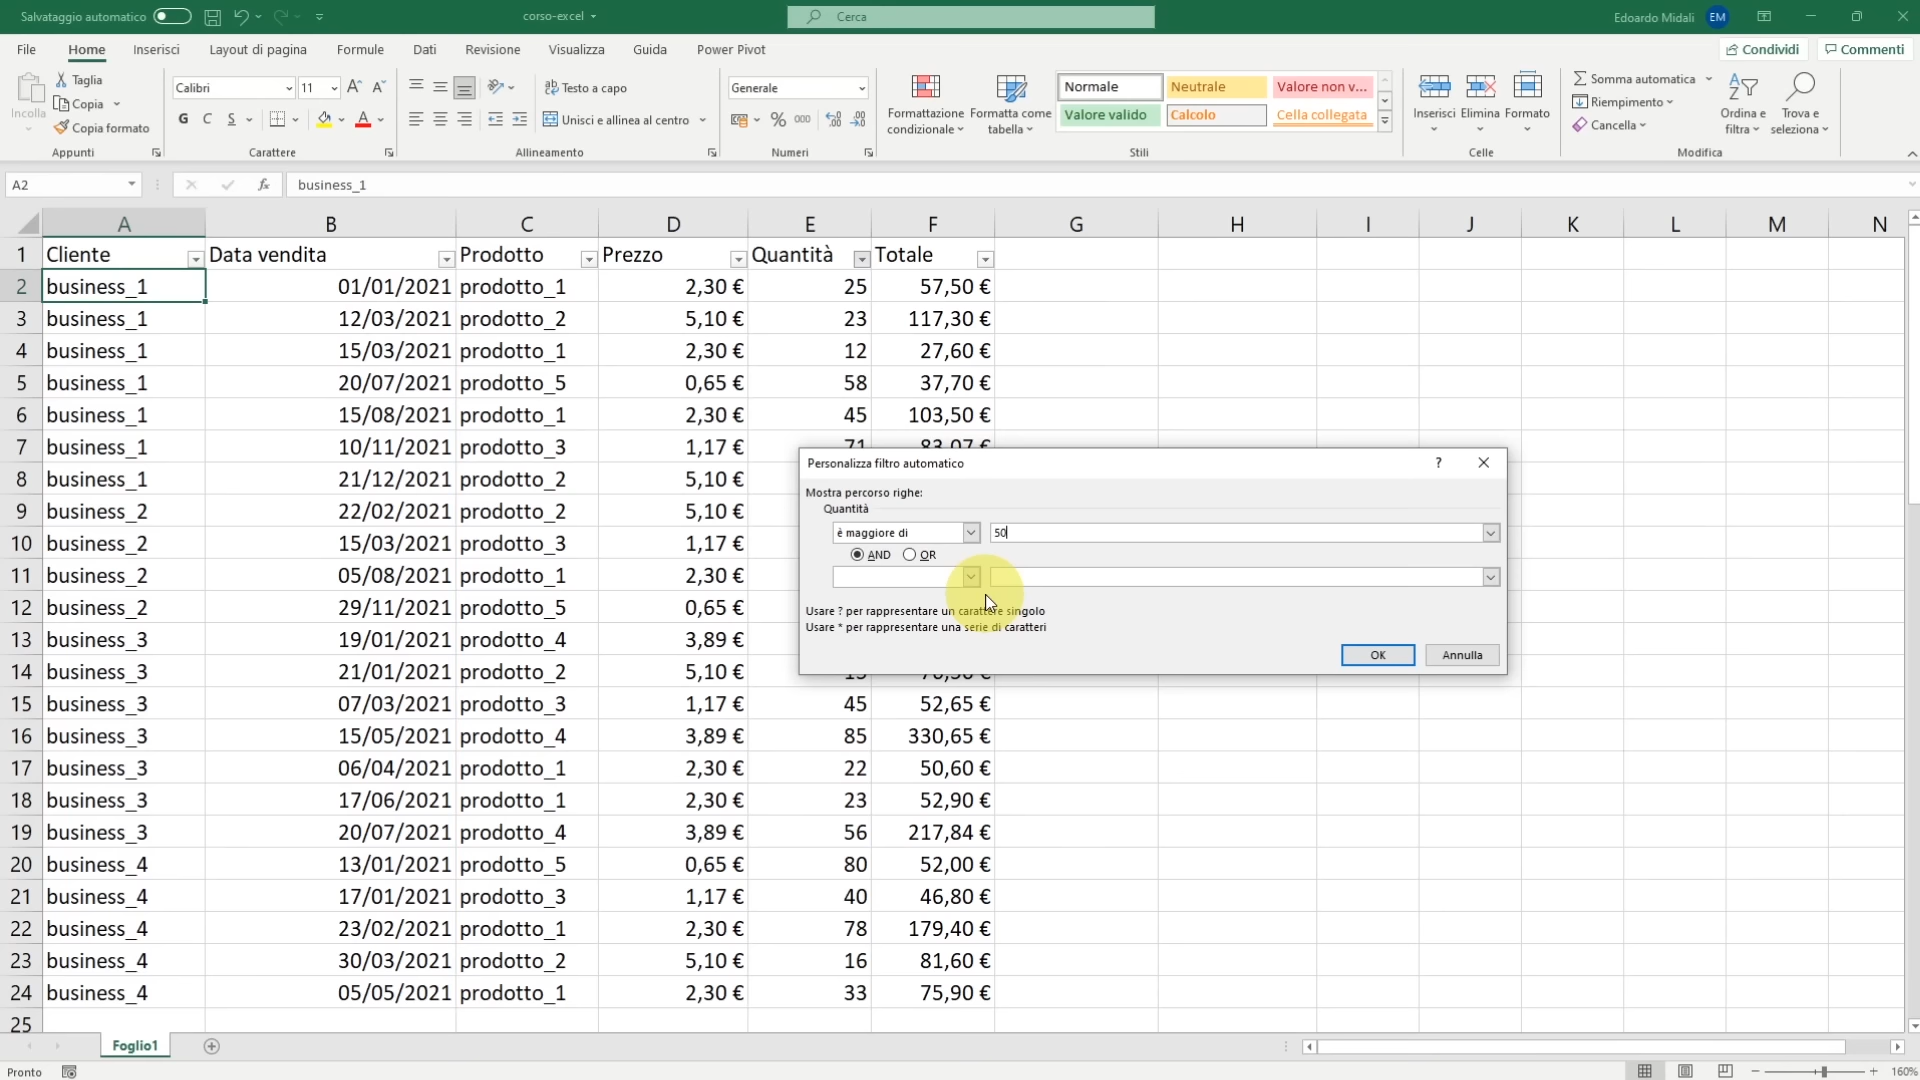 Salvataggio automatico
corso-excel
Cerca
Edoardo Midali EM
File Home Inserisci Layout di pagina Formule Dati Revisione Visualizza Guida Power Pivot Condividi Commenti
Incolla
Taglia
Copia
Copia formato
Appunti
Calibri 11
G C S
Carattere
Testo a capo
Unisci e allinea al centro
Allineamento
Generale
% 000
Numeri
Formattazione condizionale
Formatta come tabella
Normale Neutrale Valore non v...
Valore valido Calcolo Cella collegata
Stili
Inserisci Elimina Formato
Celle
Somma automatica
Riempimento
Cancella
Ordina e filtra
Trova e seleziona
Modifica
A2 fx business_1
A B C D E F G H I J K L M N
1 Cliente Data vendita Prodotto Prezzo Quantità Totale
2 business_1 01/01/2021 prodotto_1 2,30 € 25 57,50 €
3 business_1 12/03/2021 prodotto_2 5,10 € 23 117,30 €
4 business_1 15/03/2021 prodotto_1 2,30 € 12 27,60 €
5 business_1 20/07/2021 prodotto_5 0,65 € 58 37,70 €
6 business_1 15/08/2021 prodotto_1 2,30 € 45 103,50 €
7 business_1 10/11/2021 prodotto_3 1,17 € 71 83,07 €
8 business_1 21/12/2021 prodotto_2 5,10 €
9 business_2 22/02/2021 prodotto_2 5,10 €
10 business_2 15/03/2021 prodotto_3 1,17 €
11 business_2 05/08/2021 prodotto_1 2,30 €
12 business_2 29/11/2021 prodotto_5 0,65 €
13 business_3 19/01/2021 prodotto_4 3,89 €
14 business_3 21/01/2021 prodotto_2 5,10 €
15 business_3 07/03/2021 prodotto_3 1,17 € 45 52,65 €
16 business_3 15/05/2021 prodotto_4 3,89 € 85 330,65 €
17 business_3 06/04/2021 prodotto_1 2,30 € 22 50,60 €
18 business_3 17/06/2021 prodotto_1 2,30 € 23 52,90 €
19 business_3 20/07/2021 prodotto_4 3,89 € 56 217,84 €
20 business_4 13/01/2021 prodotto_5 0,65 € 80 52,00 €
21 business_4 17/01/2021 prodotto_3 1,17 € 40 46,80 €
22 business_4 23/02/2021 prodotto_1 2,30 € 78 179,40 €
23 business_4 30/03/2021 prodotto_2 5,10 € 16 81,60 €
24 business_4 05/05/2021 prodotto_1 2,30 € 33 75,90 €
25
Personalizza filtro automatico ?
Mostra percorso righe:
Quantità
è maggiore di 50
AND OR
Usare ? per rappresentare un carattere singolo
Usare * per rappresentare una serie di caratteri
OK Annulla
Foglio1
Pronto
160%